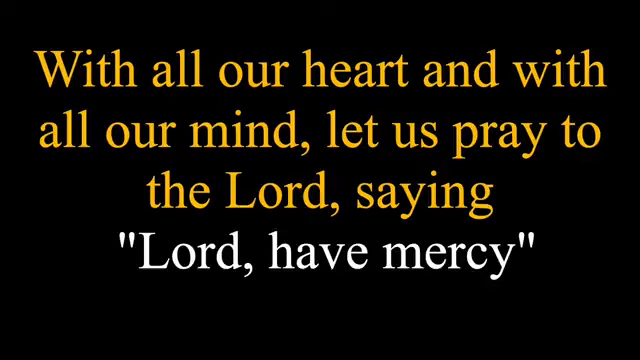 With all our heart and with
all our mind, let us pray to
the Lord, saying
"Lord, have mercy"